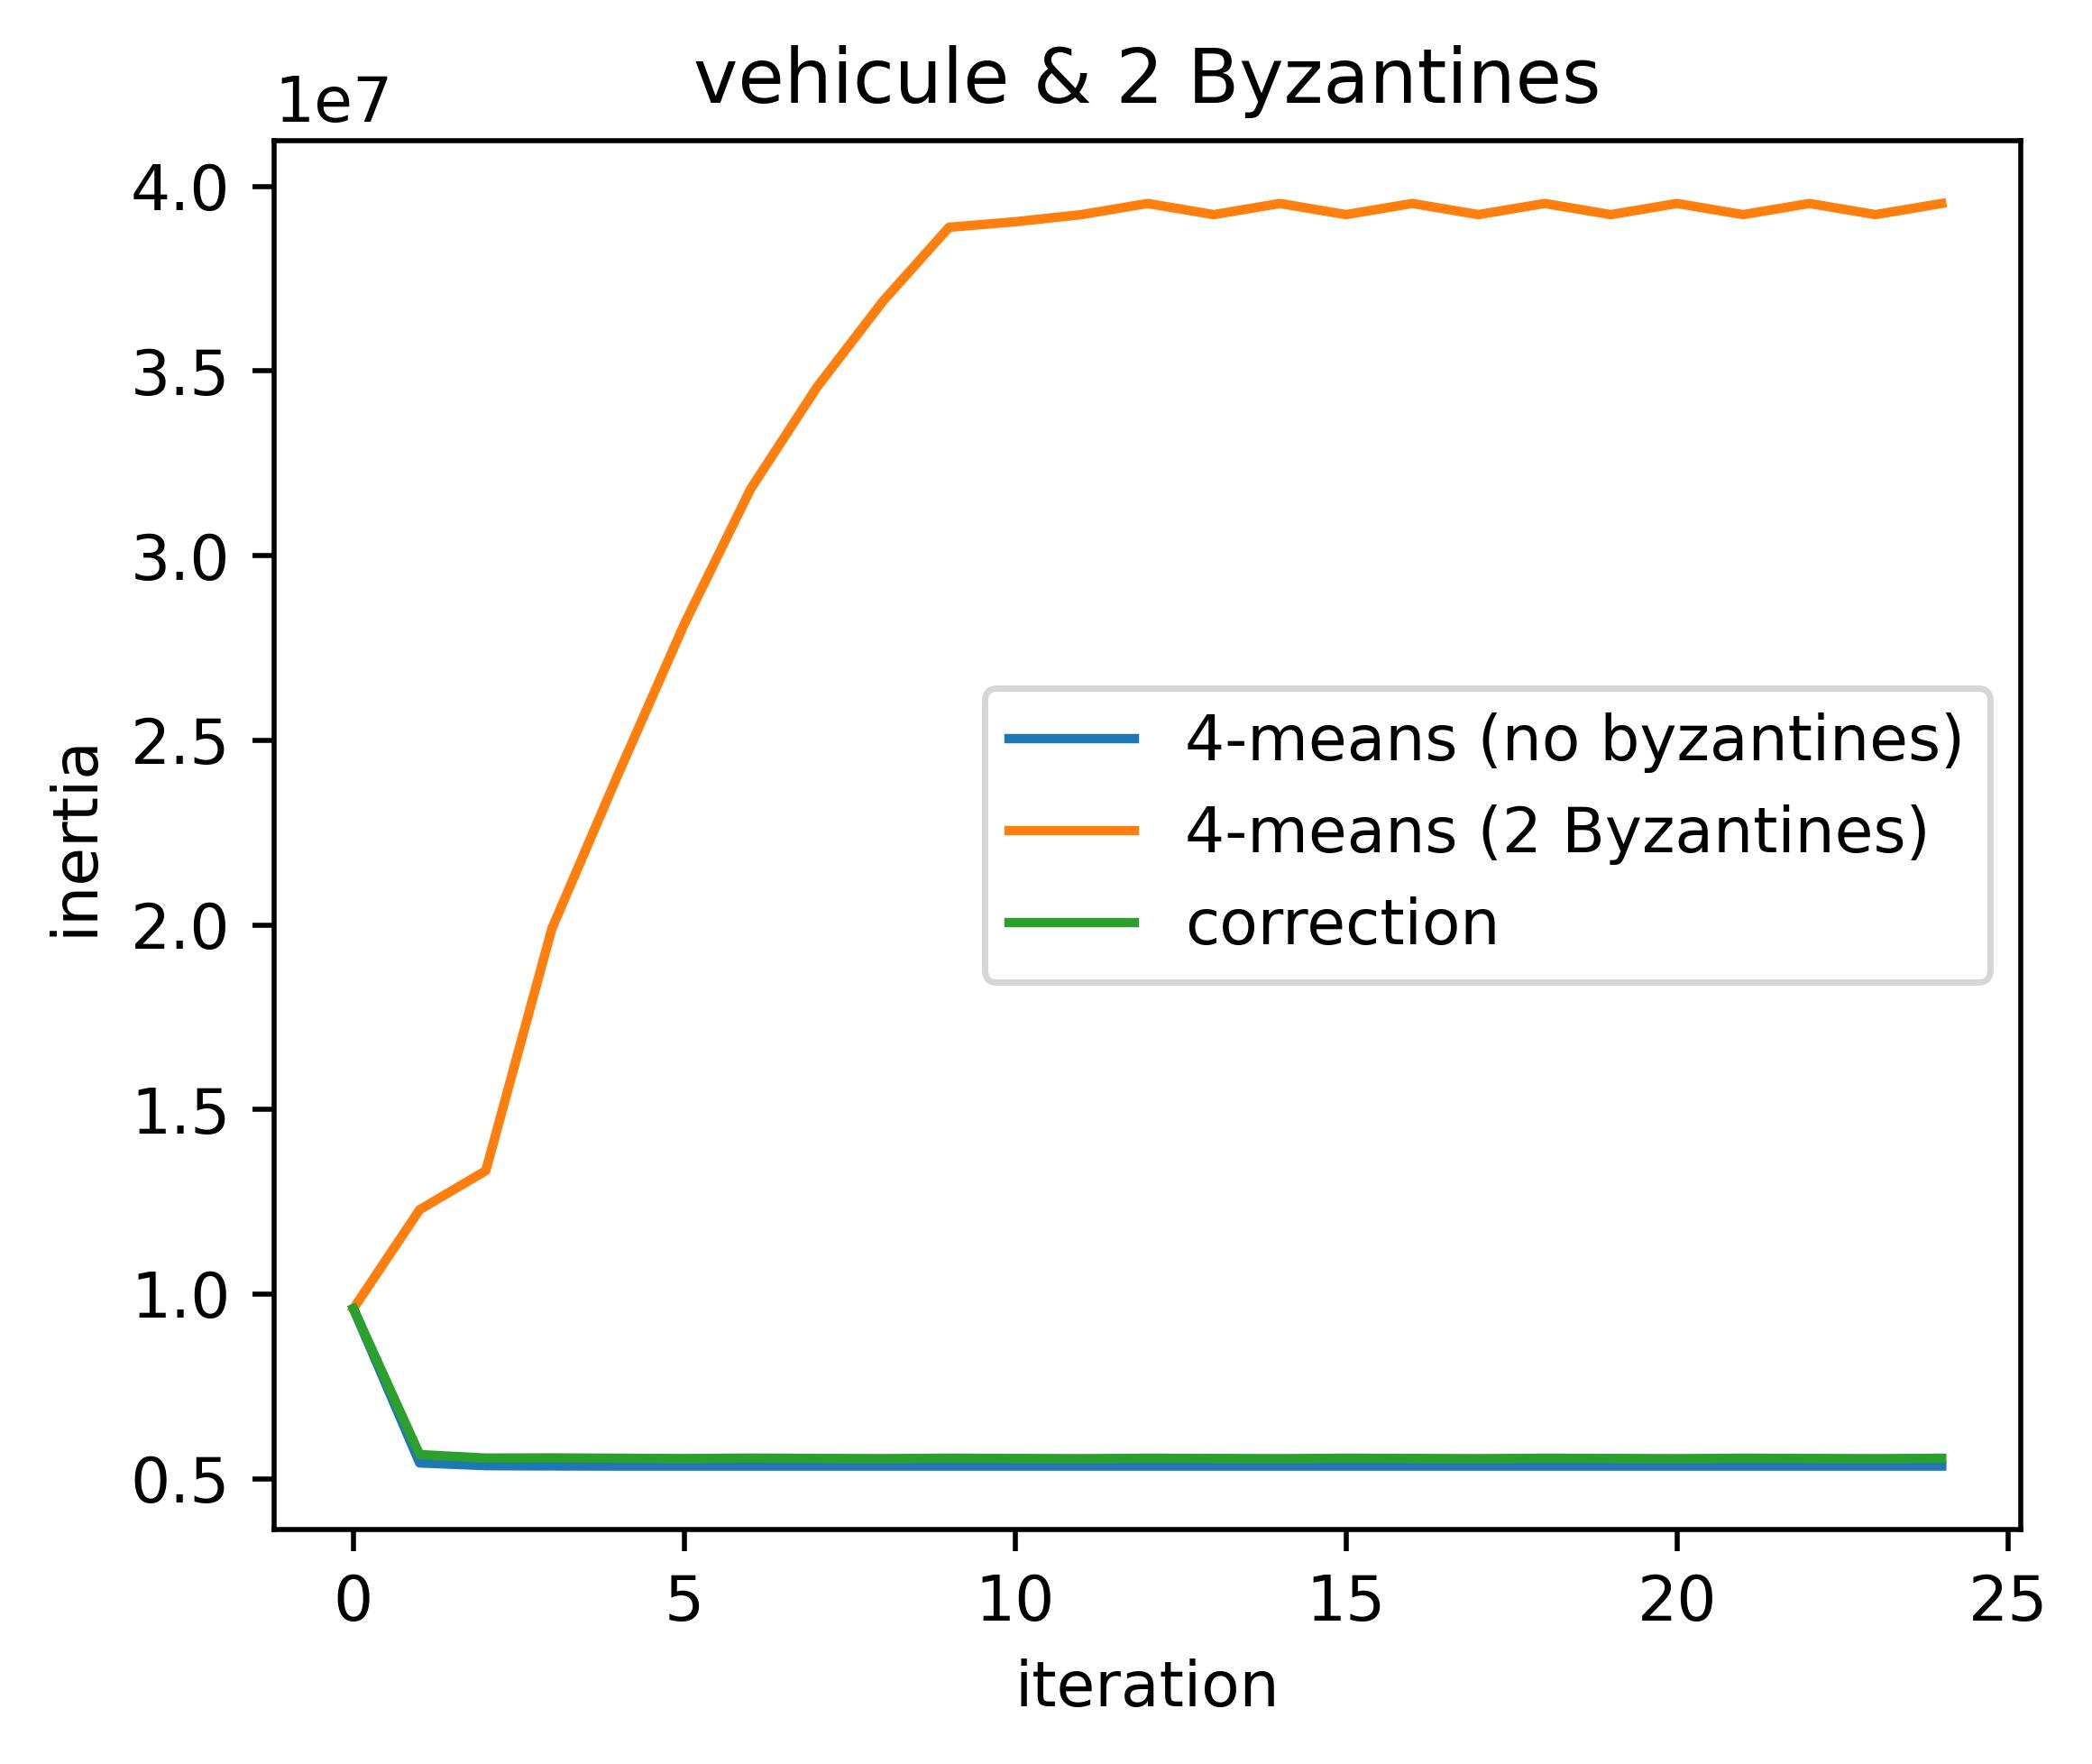 vehicule & 2 Byzantines
1e7
4.0
3.5
3.0
2.5
2.0
1.5
1.0
0.5
inertia
4-means (no byzantines)
4-means (2 Byzantines)
correction
0 5 10 15 20 25
iteration